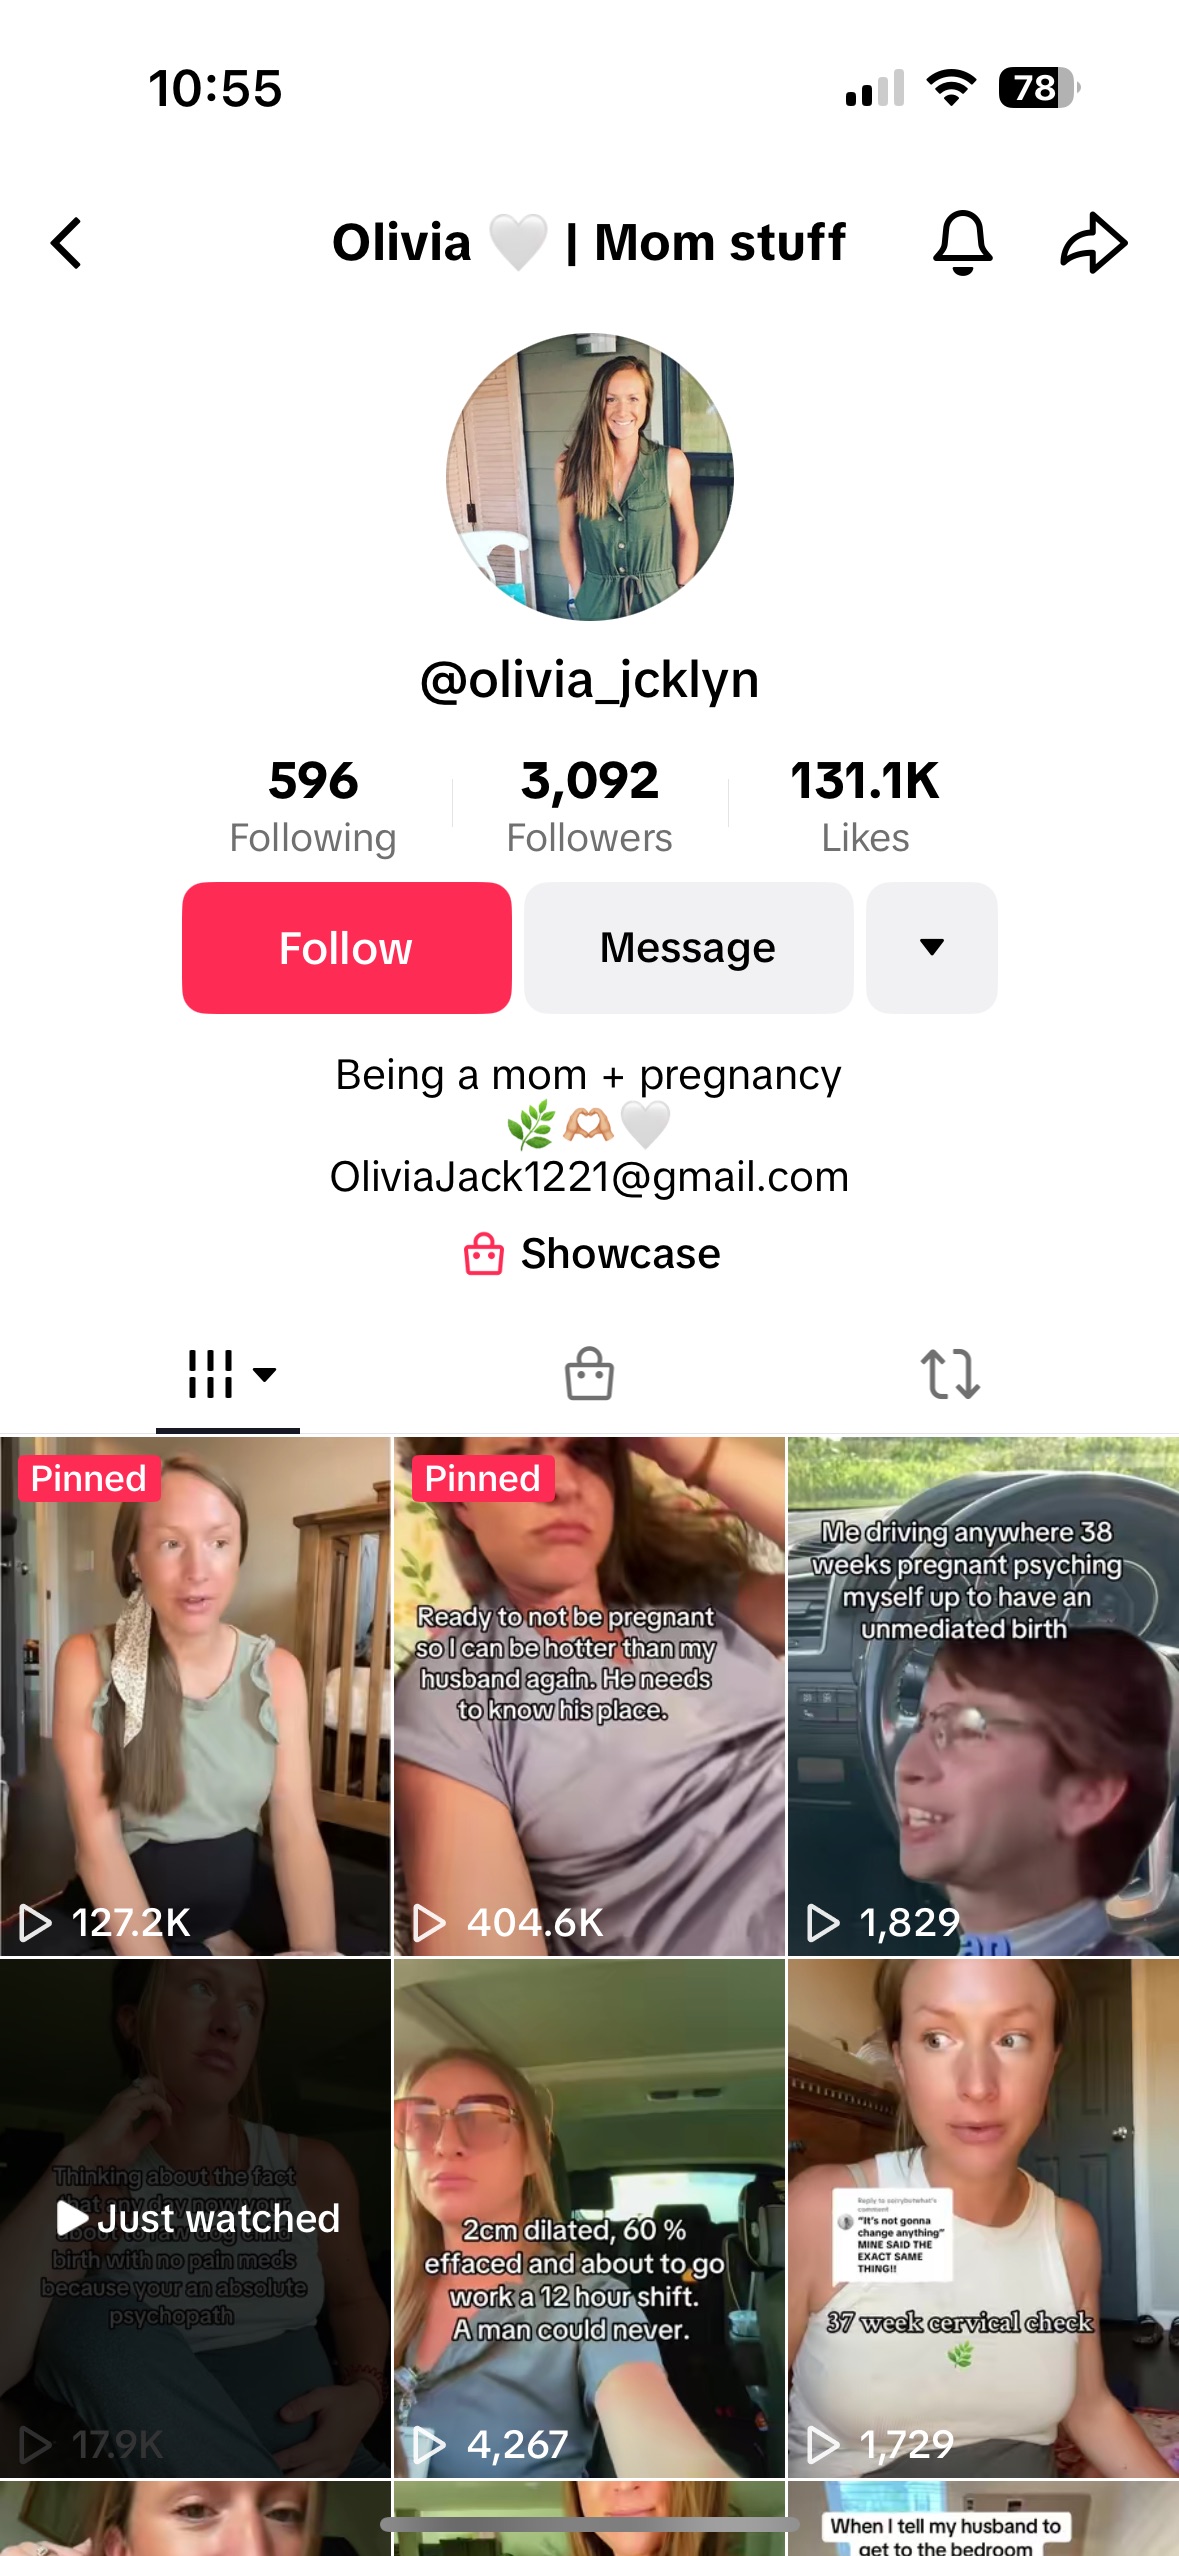 10:55
78
Olivia 🤍 | Mom stuff
@olivia_jcklyn
596
Following
3,092
Followers
131.1K
Likes
Follow
Message
Being a mom + pregnancy
🌿🫶🏼🤍
OliviaJack1221@gmail.com
Showcase
Pinned
127.2K
Pinned
Ready to not be pregnant
so I can be hotter than my
husband again. He needs
to know his place.
404.6K
Me driving anywhere 38
weeks pregnant psyching
myself up to have an
unmediated birth
1,829
Thinking about the fact
that any day now your
about to raw dog child
birth with no pain meds
because your an absolute
psychopath
Just watched
17.9K
2cm dilated, 60 %
effaced and about to go
work a 12 hour shift.
A man could never.
4,267
Reply to sorrybutwhat's
comment
"It's not gonna
change anything"
MINE SAID THE
EXACT SAME
THING!!
37 week cervical check
🌿
1,729
When I tell my husband to
get to the bedroom